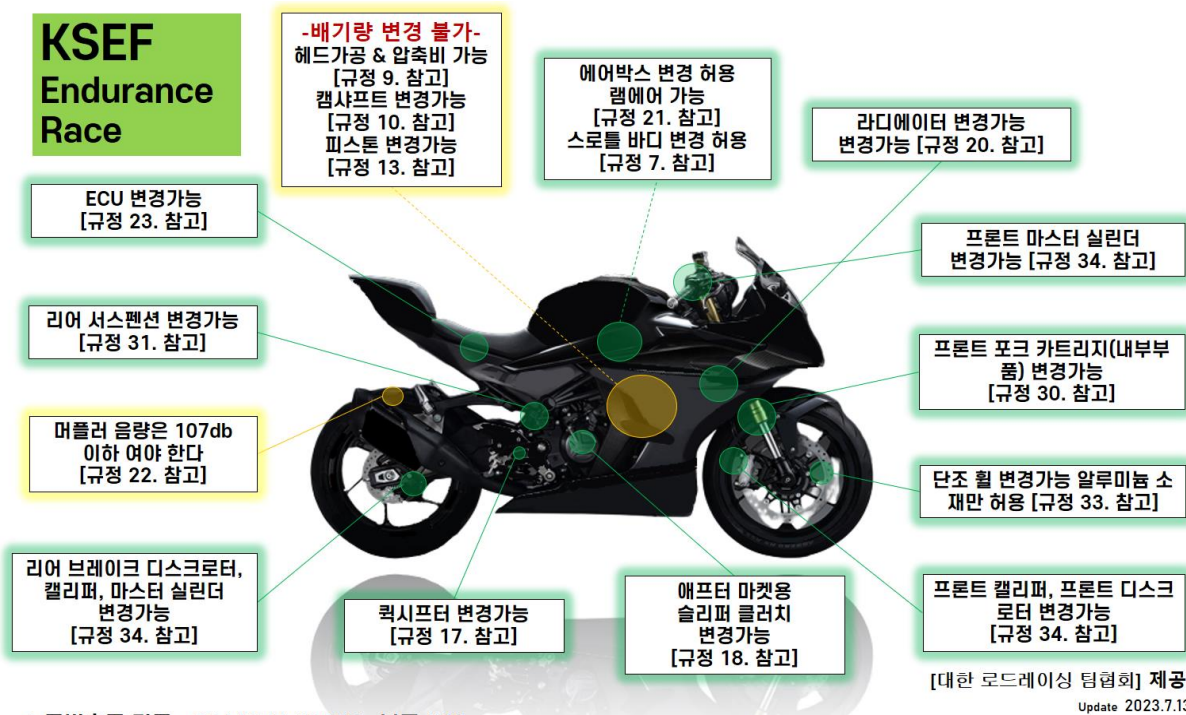 KSEF
Endurance
Race
-배기량 변경 불가-
헤드가공 & 압축비 가능
[규정 9. 참고]
캠샤프트 변경가능
[규정 10. 참고]
피스톤 변경가능
[규정 13. 참고]
에어박스 변경 허용
램에어 가능
[규정 21. 참고]
스로틀 바디 변경 허용
[규정 7. 참고]
라디에이터 변경가능
변경가능 [규정 20. 참고]
ECU 변경가능
[규정 23. 참고]
프론트 마스터 실린더
변경가능 [규정 34. 참고]
리어 서스펜션 변경가능
[규정 31. 참고]
프론트 포크 카트리지(내부부
품) 변경가능
[규정 30. 참고]
머플러 음량은 107db
이하 여야 한다
[규정 22. 참고]
단조 휠 변경가능 알루미늄 소
재만 허용 [규정 33. 참고]
리어 브레이크 디스크로터,
캘리퍼, 마스터 실린더
변경가능
[규정 34. 참고]
퀵시프터 변경가능
[규정 17. 참고]
애프터 마켓용
슬리퍼 클러치
변경가능
[규정 18. 참고]
프론트 캘리퍼, 프론트 디스크
로터 변경가능
[규정 34. 참고]
[대한 로드레이싱 팀협회] 제공
Update 2023.7.13